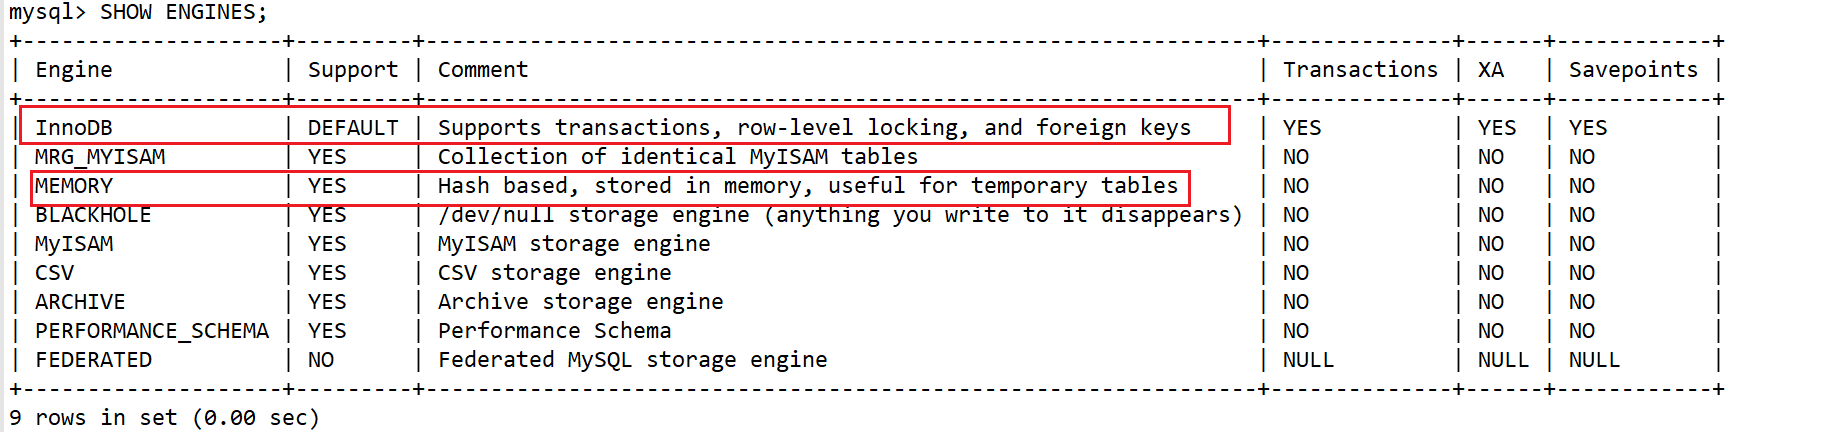 mysql> SHOW ENGINES;
+--------------------+---------+----------------------------------------------------------------+--------------+------+------------+
| Engine             | Support | Comment                                                        | Transactions | XA   | Savepoints |
+--------------------+---------+----------------------------------------------------------------+--------------+------+------------+
| InnoDB             | DEFAULT | Supports transactions, row-level locking, and foreign keys     | YES          | YES  | YES        |
| MRG_MYISAM         | YES     | Collection of identical MyISAM tables                          | NO           | NO   | NO         |
| MEMORY             | YES     | Hash based, stored in memory, useful for temporary tables      | NO           | NO   | NO         |
| BLACKHOLE          | YES     | /dev/null storage engine (anything you write to it disappears) | NO           | NO   | NO         |
| MyISAM             | YES     | MyISAM storage engine                                          | NO           | NO   | NO         |
| CSV                | YES     | CSV storage engine                                             | NO           | NO   | NO         |
| ARCHIVE            | YES     | Archive storage engine                                         | NO           | NO   | NO         |
| PERFORMANCE_SCHEMA | YES     | Performance Schema                                             | NO           | NO   | NO         |
| FEDERATED          | NO      | Federated MySQL storage engine                                 | NULL         | NULL | NULL       |
+--------------------+---------+----------------------------------------------------------------+--------------+------+------------+
9 rows in set (0.00 sec)